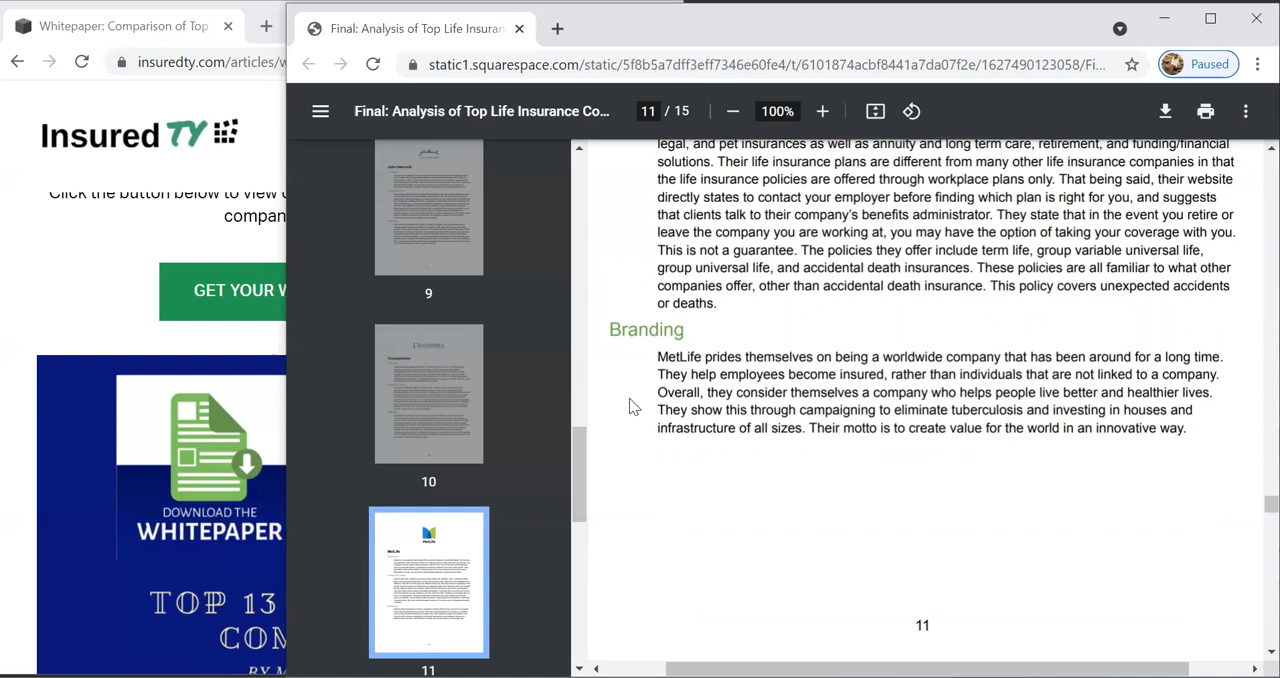 Whitepaper: Comparison of Top
insuredty.com/articles/w
Insured TY
Click the button below to view
compan
GET YOUR W
DOWNLOAD THE
WHITEPAPER
TOP 13
COM
BY M
Final: Analysis of Top Life Insuran
static1.squarespace.com/static/5f8b5a7dff3eff7346e60fe4/t/6101874acbf8441a7da07f2e/1627490123058/Fi...
Paused
Final: Analysis of Top Life Insurance Co...
11 / 15
100%
9
10
MetLife
MetLife
11
legal, and pet insurances as well as annuity and long term care, retirement, and funding/financial
solutions. Their life insurance plans are different from many other life insurance companies in that
life insurance policies are offered through workplace plans only. That being said, their website
directly states to contact your employer before finding which plan is right for you, and suggests
that clients talk to their company's benefits administrator. They state that in the event you retire or
leave the company you are working at, you may have the option of taking your coverage with you.
This is not a guarantee. The policies they offer include term life, group variable universal life,
group universal life, and accidental death insurances. These policies are all familiar to what other
companies offer, other than accidental death insurance. This policy covers unexpected accidents
or deaths.
Branding
MetLife prides themselves on being a worldwide company that has been around for a long time.
They help employees become insured, rather than individuals that are not linked to a company.
Overall, they consider themselves a company who helps people live better and healthier lives.
They show this through campaigning to eliminate tuberculosis and investing in houses and
infrastructure of all sizes. Their motto is to create value for the world in an innovative way.
11